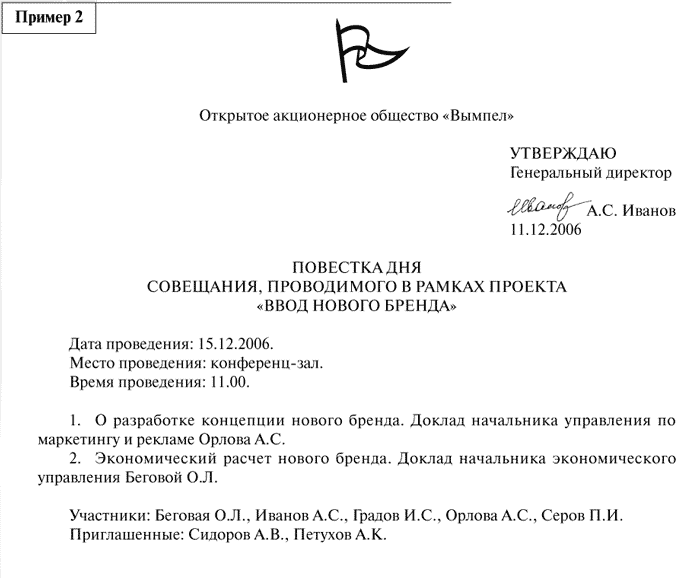 Пример 2
Открытое акционерное общество «Вымпел»
УТВЕРЖДАЮ
Генеральный директор
Иванов А.С. Иванов
11.12.2006
ПОВЕСТКА ДНЯ
СОВЕЩАНИЯ, ПРОВОДИМОГО В РАМКАХ ПРОЕКТА
«ВВОД НОВОГО БРЕНДА»
Дата проведения: 15.12.2006.
Место проведения: конференц-зал.
Время проведения: 11.00.
1. О разработке концепции нового бренда. Доклад начальника управления по
маркетингу и рекламе Орлова А.С.
2. Экономический расчет нового бренда. Доклад начальника экономического
управления Беговой О.Л.
Участники: Беговая О.Л., Иванов А.С., Градов И.С., Орлова А.С., Серов П.И.
Приглашенные: Сидоров А.В., Петухов А.К.